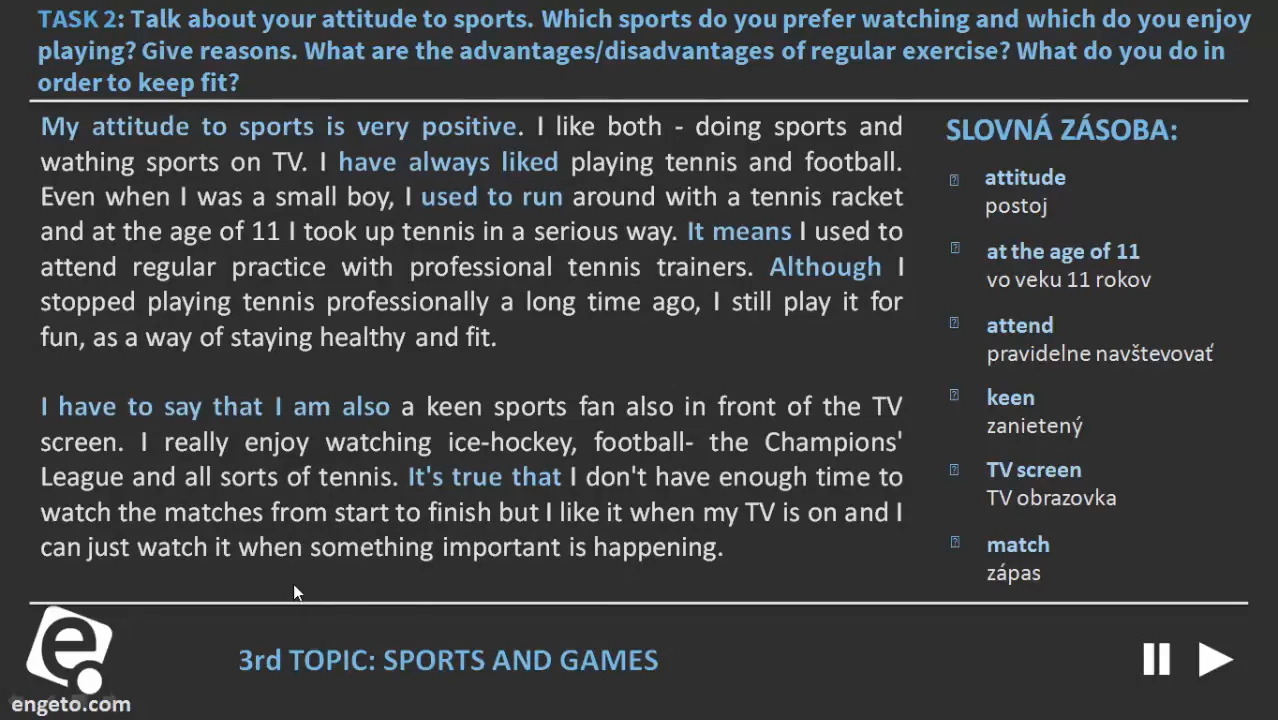 TASK 2: Talk about your attitude to sports. Which sports do you prefer watching and which do you enjoy
playing? Give reasons. What are the advantages/disadvantages of regular exercise? What do you do in
order to keep fit?
My attitude to sports is very positive. I like both - doing sports and
wathing sports on TV. I have always liked playing tennis and football.
Even when I was a small boy, I used to run around with a tennis racket
and at the age of 11 I took up tennis in a serious way. It means I used to
attend regular practice with professional tennis trainers. Although I
stopped playing tennis professionally a long time ago, I still play it for
fun, as a way of staying healthy and fit.
I have to say that I am also a keen sports fan also in front of the TV
screen. I really enjoy watching ice-hockey, football- the Champions'
League and all sorts of tennis. It's true that I don't have enough time to
watch the matches from start to finish but I like it when my TV is on and I
can just watch it when something important is happening.
SLOVNÁ ZÁSOBA:
attitude
postoj
at the age of 11
vo veku 11 rokov
attend
pravidelne navštevovať
keen
zanietený
TV screen
TV obrazovka
match
zápas
e
engeto.com
3rd TOPIC: SPORTS AND GAMES